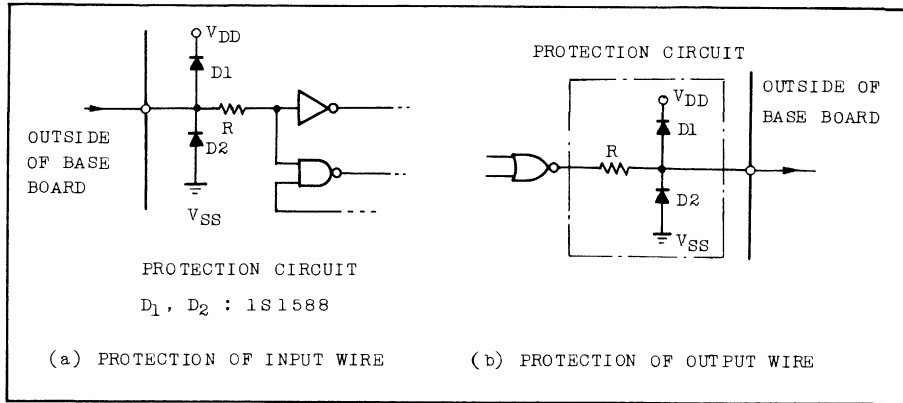 VDD
D1
R
D2
VSS
OUTSIDE
OF BASE
BOARD
PROTECTION CIRCUIT
D1, D2 : 1S1588
(a) PROTECTION OF INPUT WIRE
PROTECTION CIRCUIT
VDD
D1
R
D2
VSS
OUTSIDE OF
BASE BOARD
(b) PROTECTION OF OUTPUT WIRE